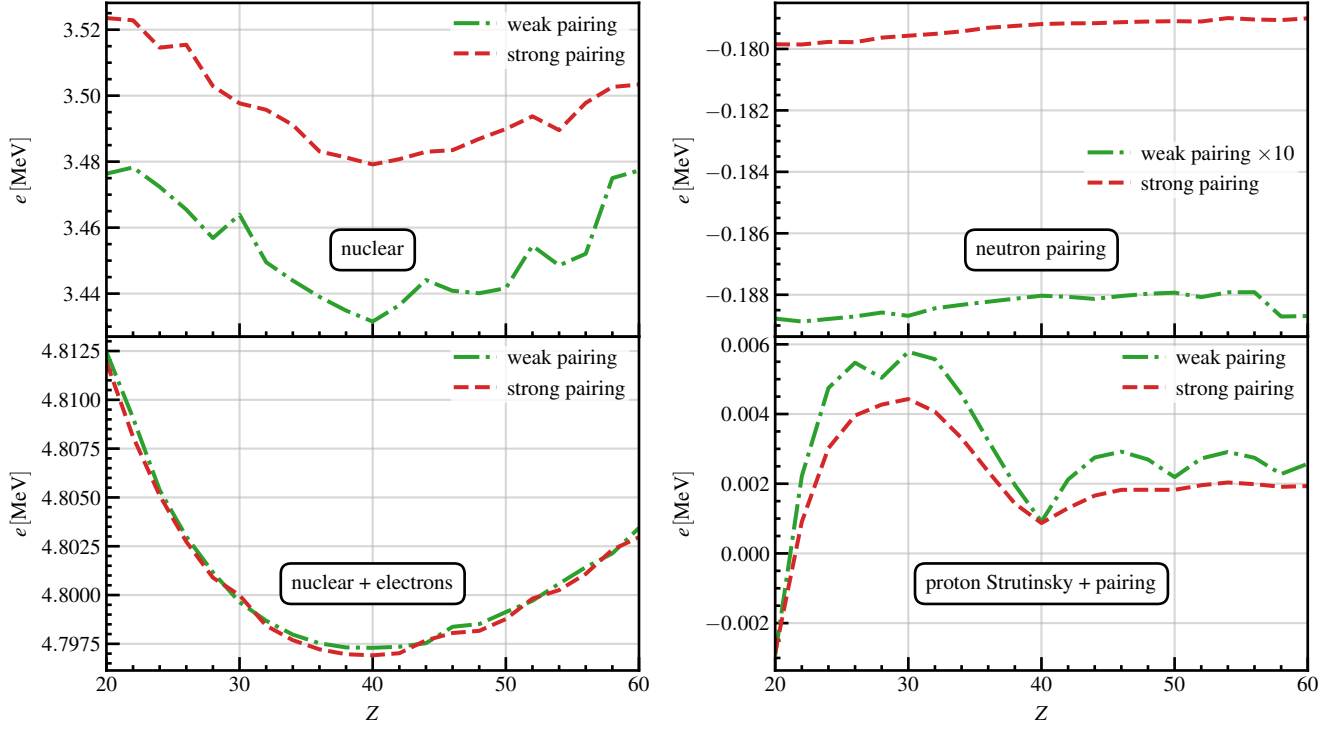 3.52
3.50
3.48
3.46
3.44
e [MeV]
weak pairing
strong pairing
nuclear
−0.180
−0.182
−0.184
−0.186
−0.188
e [MeV]
weak pairing ×10
strong pairing
neutron pairing
4.8125
4.8100
4.8075
4.8050
4.8025
4.8000
4.7975
e [MeV]
weak pairing
strong pairing
nuclear + electrons
20
30
40
50
60
Z
0.006
0.004
0.002
0.000
−0.002
e [MeV]
weak pairing
strong pairing
proton Strutinsky + pairing
20
30
40
50
60
Z